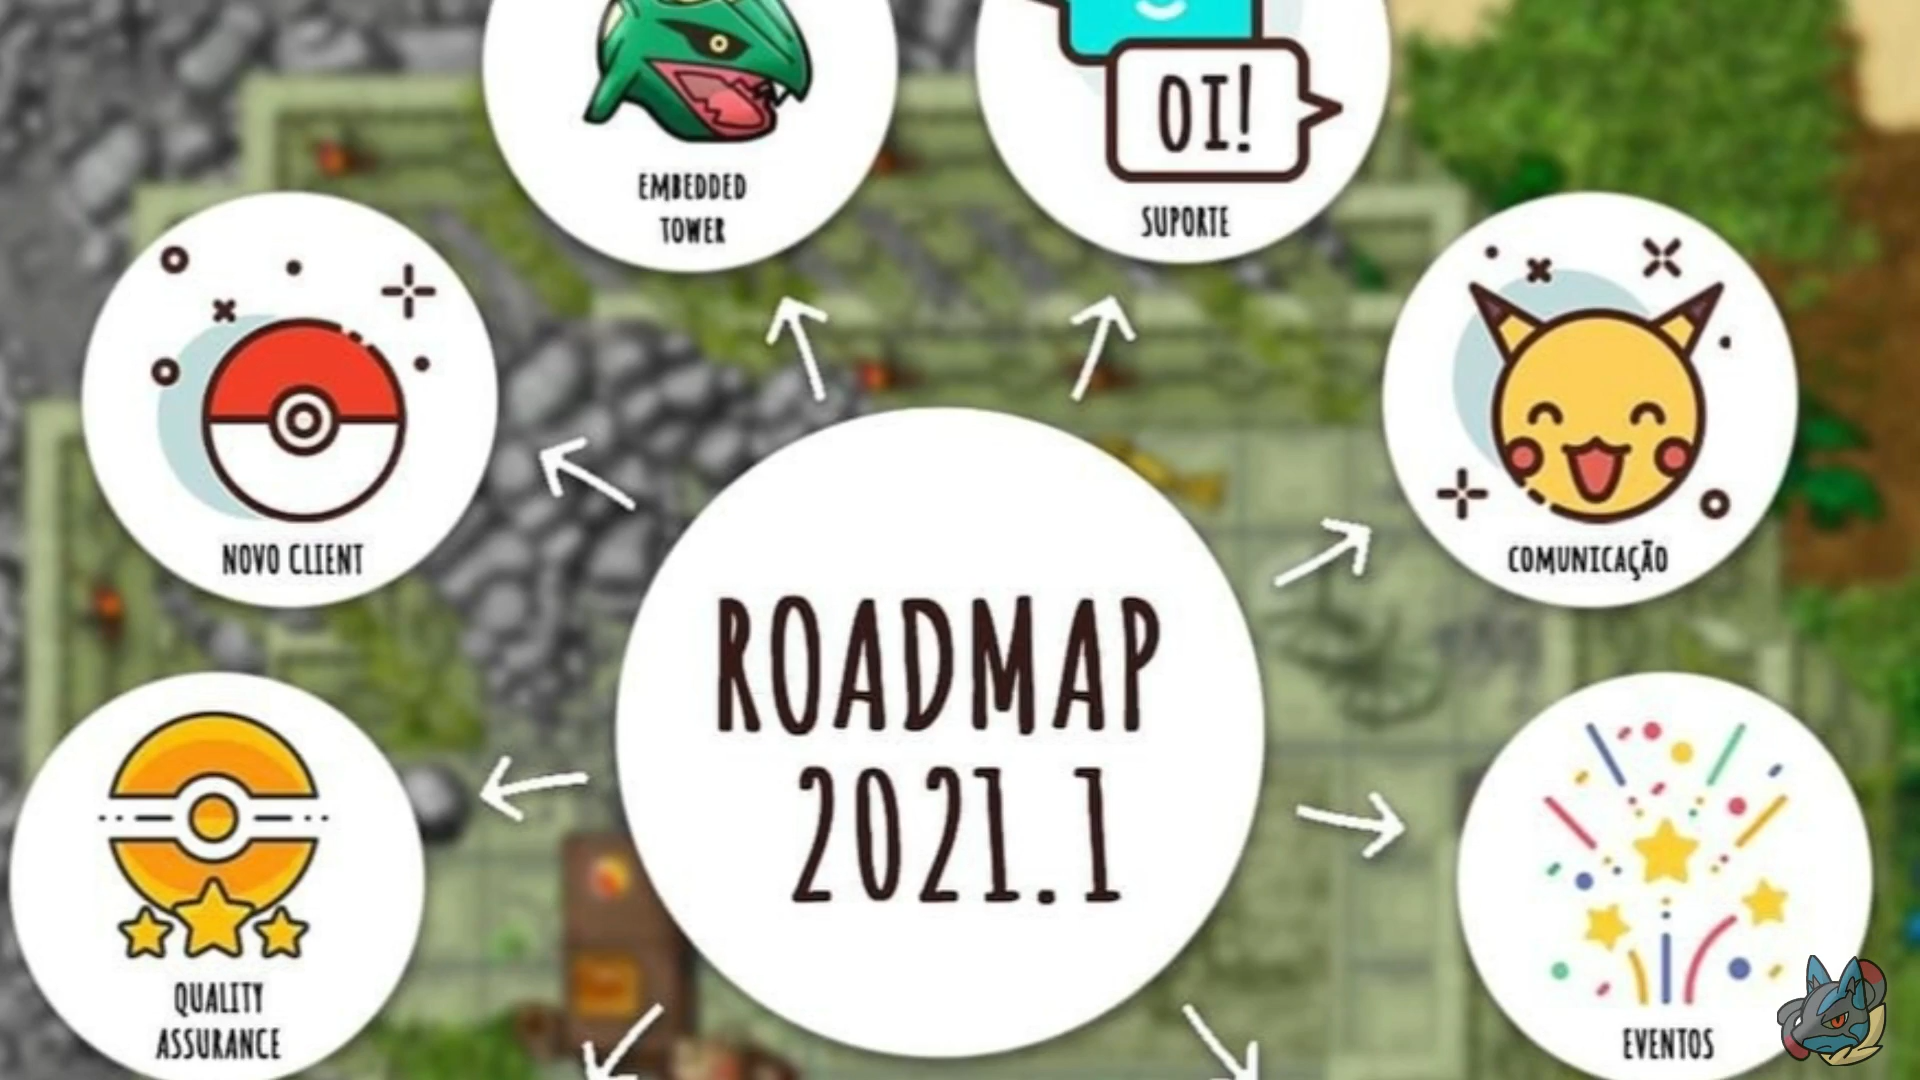 OI!
EMBEDDED
TOWER
SUPORTE
NOVO CLIENT
COMUNICAÇÃO
ROADMAP
2021.1
QUALITY
ASSURANCE
EVENTOS